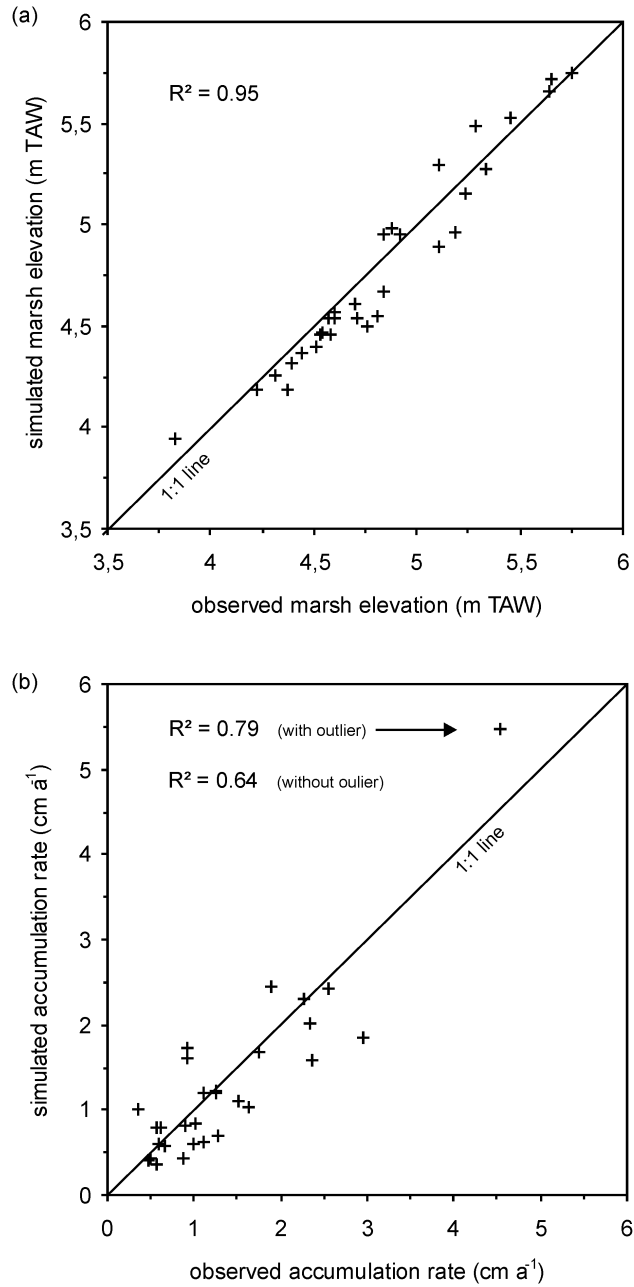 (a)
6
5,5
5
4,5
4
3,5
simulated marsh elevation (m TAW)
R² = 0.95
1:1 line
3,5 4 4,5 5 5,5 6
observed marsh elevation (m TAW)
(b)
6
5
4
3
2
1
0
simulated accumulation rate (cm a⁻¹)
R² = 0.79 (with outlier)
R² = 0.64 (without oulier)
1:1 line
0 1 2 3 4 5 6
observed accumulation rate (cm a⁻¹)